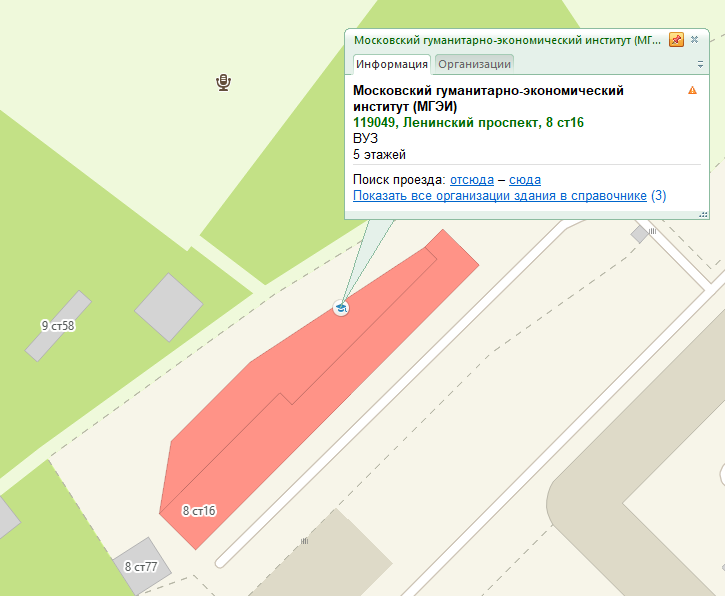 Московский гуманитарно-экономический институт (МГ...
Информация Организации
Московский гуманитарно-экономический
институт (МГЭИ)
119049, Ленинский проспект, 8 ст16
ВУЗ
5 этажей
Поиск проезда: отсюда – сюда
Показать все организации здания в справочнике (3)
9 ст58
8 ст16
8 ст77